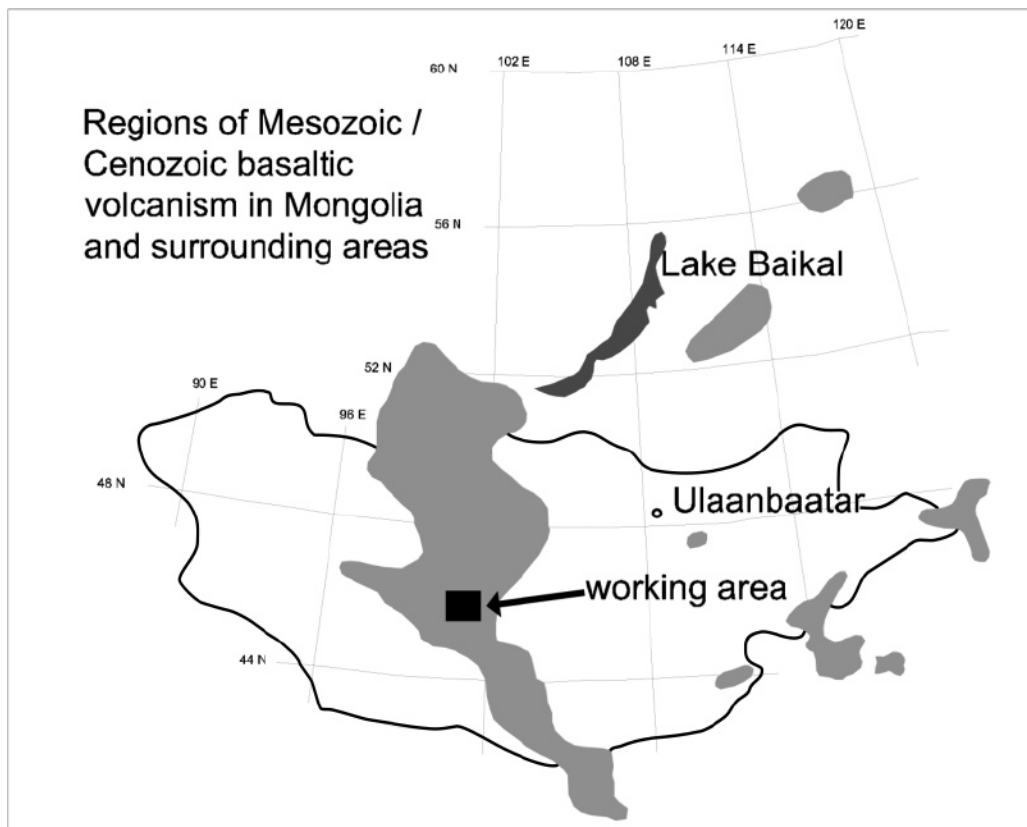 120 E
114 E
108 E
102 E
60 N
Regions of Mesozoic /
Cenozoic basaltic
volcanism in Mongolia
and surrounding areas
56 N
Lake Baikal
52 N
90 E
96 E
48 N
Ulaanbaatar
working area
44 N